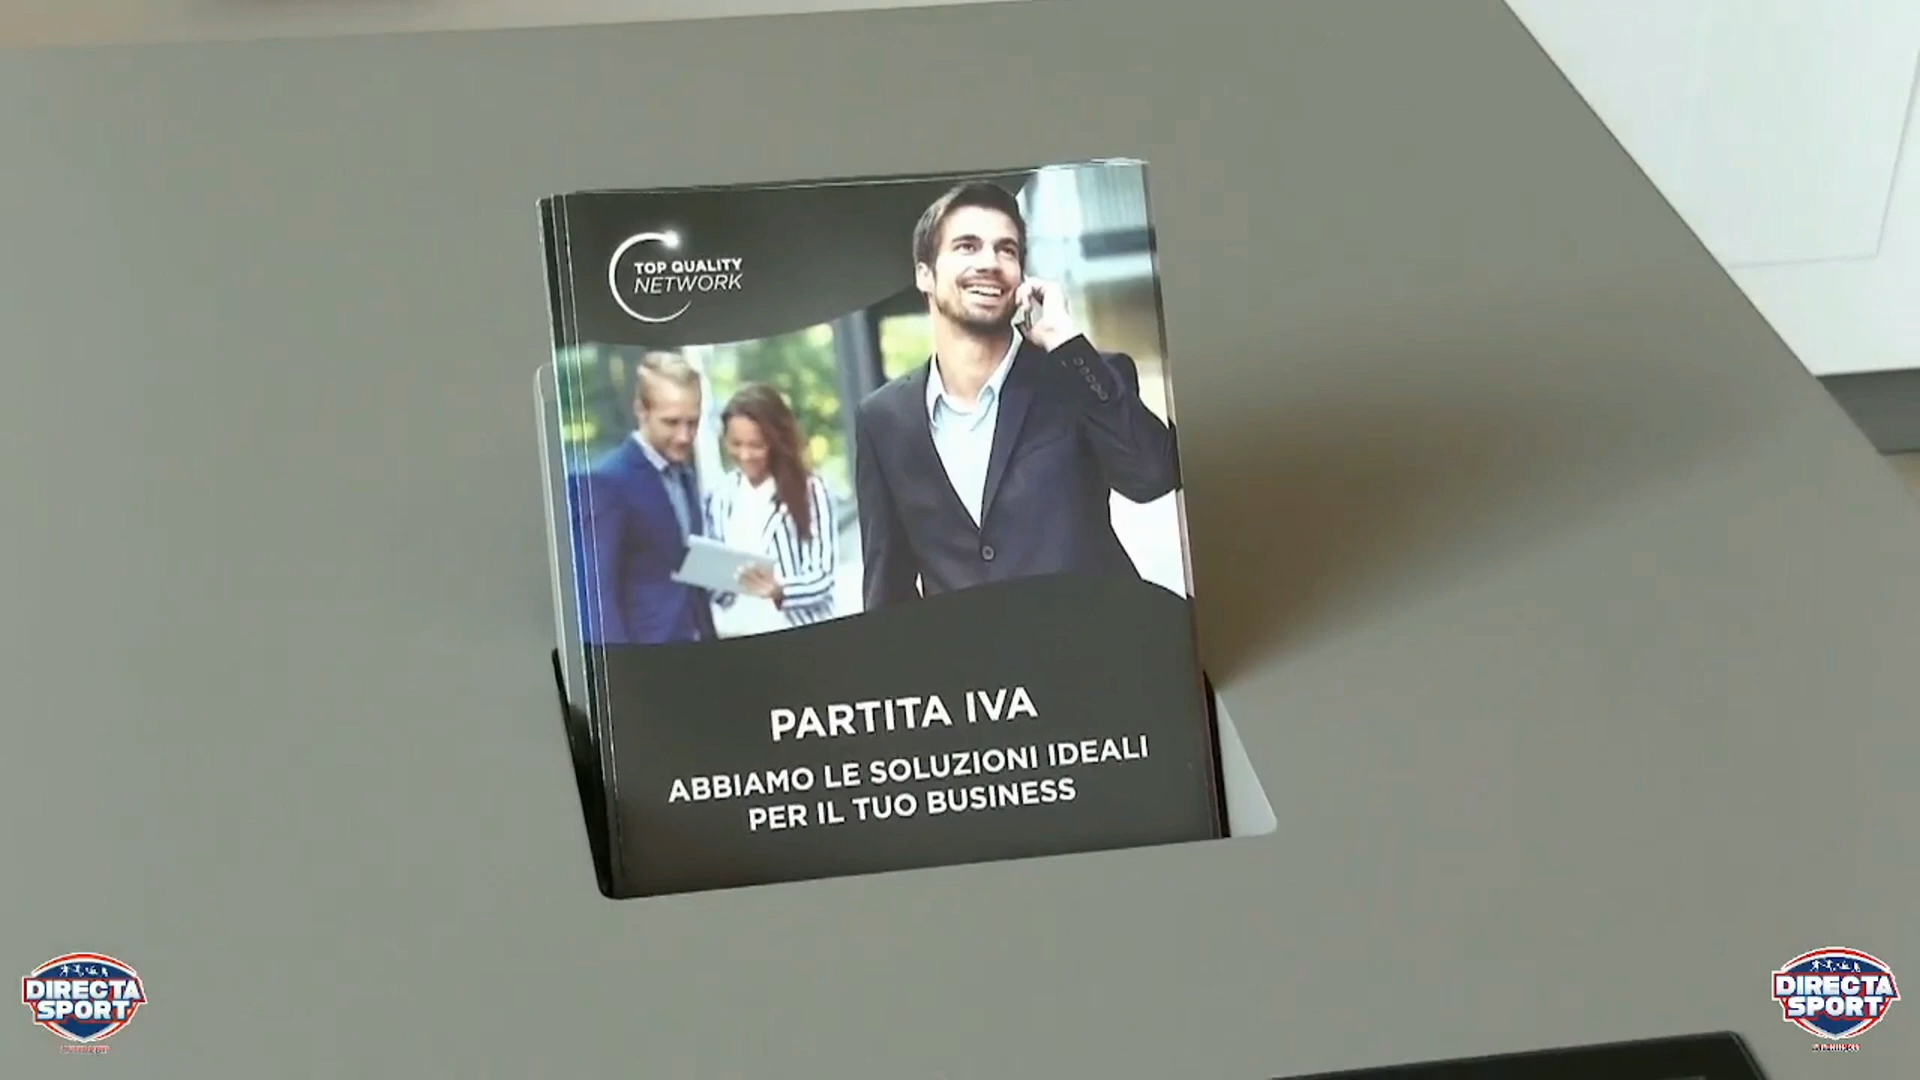 TOP QUALITY
NETWORK
PARTITA IVA
ABBIAMO LE SOLUZIONI IDEALI
PER IL TUO BUSINESS
DIRECTA
SPORT
DIRECTA
SPORT